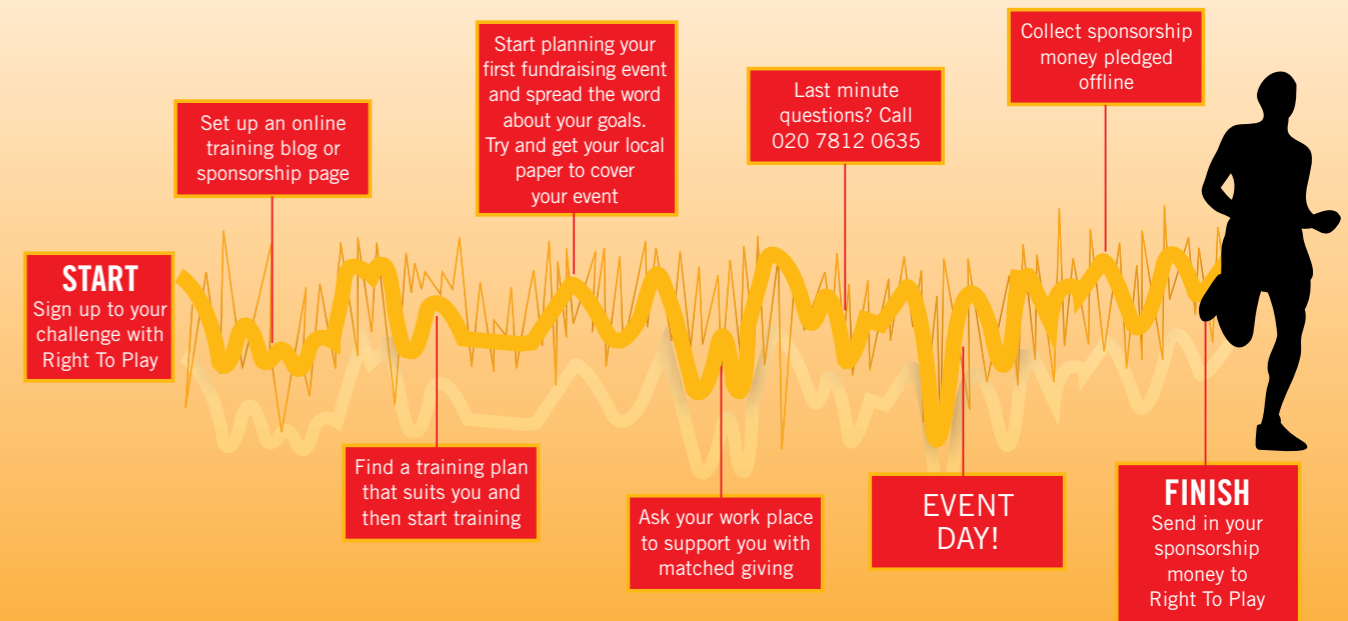 START
Sign up to your
challenge with
Right To Play
Set up an online
training blog or
sponsorship page
Find a training plan
that suits you and
then start training
Start planning your
first fundraising event
and spread the word
about your goals.
Try and get your local
paper to cover
your event
Ask your work place
to support you with
matched giving
Last minute
questions? Call
020 7812 0635
EVENT
DAY!
Collect sponsorship
money pledged
offline
FINISH
Send in your
sponsorship
money to
Right To Play